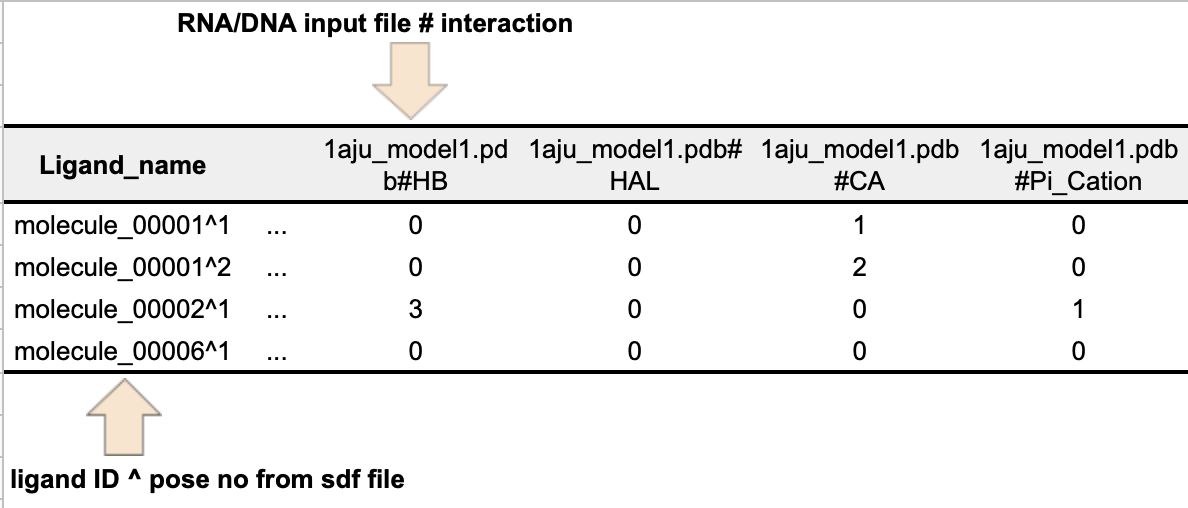 RNA/DNA input file # interaction
Ligand_name 1aju_model1.pd b#HB 1aju_model1.pdb# HAL 1aju_model1.pdb #CA 1aju_model1.pdb #Pi_Cation
molecule_00001^1 ... 0 0 1 0
molecule_00001^2 ... 0 0 2 0
molecule_00002^1 ... 3 0 0 1
molecule_00006^1 ... 0 0 0 0
ligand ID ^ pose no from sdf file